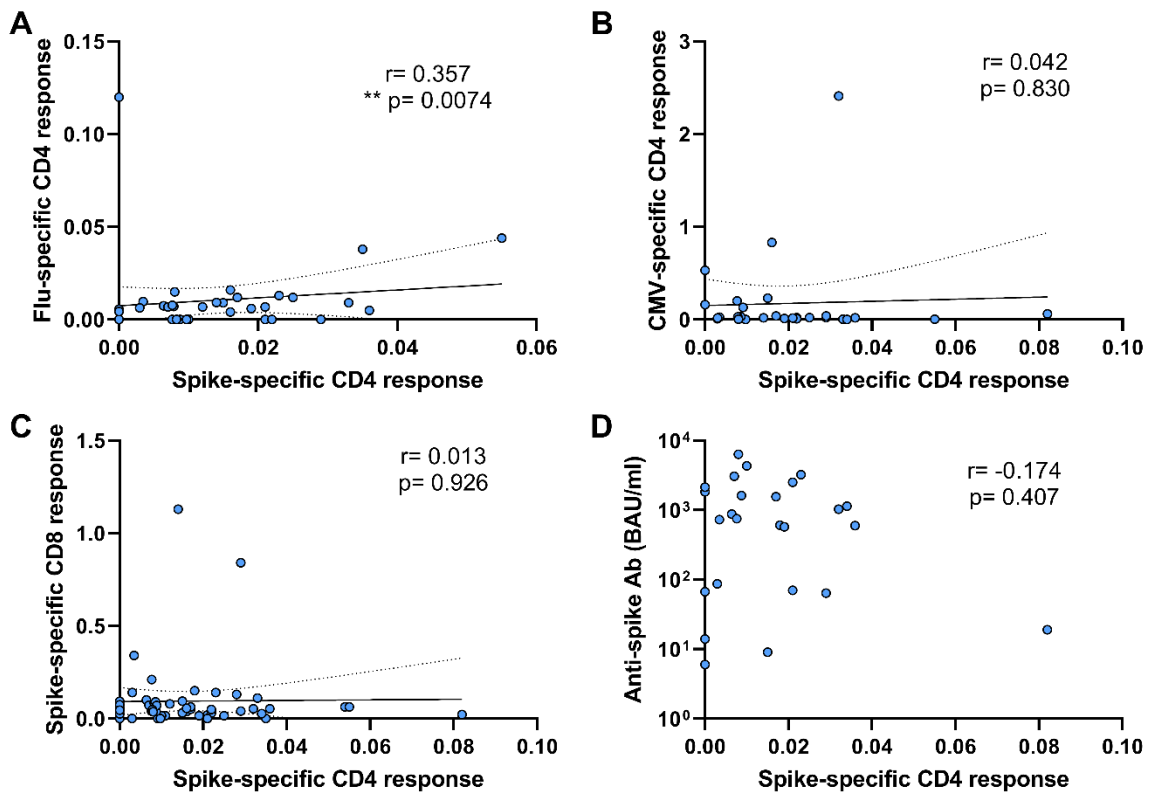 A
Flu-specific CD4 response
0.15
0.10
0.05
0.00
r= 0.357
** p= 0.0074
0.00 0.02 0.04 0.06
Spike-specific CD4 response
B
CMV-specific CD4 response
3
2
1
0
r= 0.042
p= 0.830
0.00 0.02 0.04 0.06 0.08 0.10
Spike-specific CD4 response
C
Spike-specific CD8 response
1.5
1.0
0.5
0.0
r= 0.013
p= 0.926
0.00 0.02 0.04 0.06 0.08 0.10
Spike-specific CD4 response
D
Anti-spike Ab (BAU/ml)
10⁴
10³
10²
10¹
10⁰
r= -0.174
p= 0.407
0.00 0.02 0.04 0.06 0.08 0.10
Spike-specific CD4 response